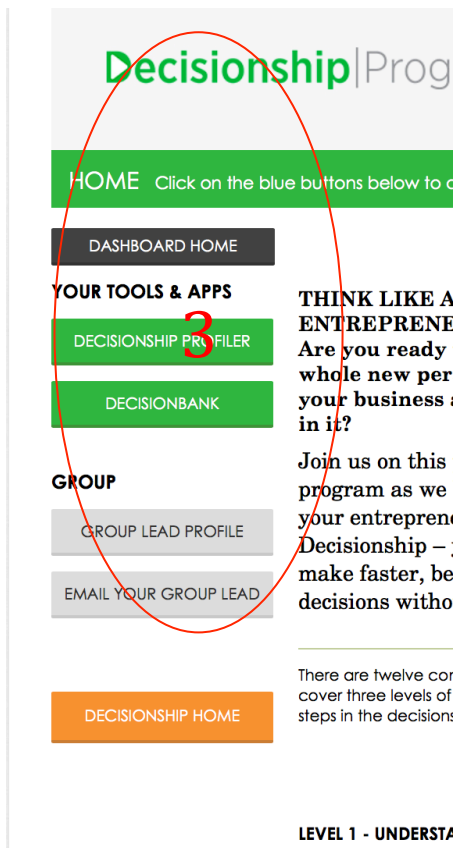 Decisionship|Prog
HOME Click on the blue buttons below to
DASHBOARD HOME
YOUR TOOLS & APPS
3
DECISIONSHIP PROFILER
DECISIONBANK
GROUP
GROUP LEAD PROFILE
EMAIL YOUR GROUP LEAD
DECISIONSHIP HOME
THINK LIKE A
ENTREPRENE
Are you ready
whole new per
your business a
in it?
Join us on this
program as we
your entreprene
Decisionship –
make faster, be
decisions witho
There are twelve cor
cover three levels of
steps in the decisions
LEVEL 1 - UNDERSTA